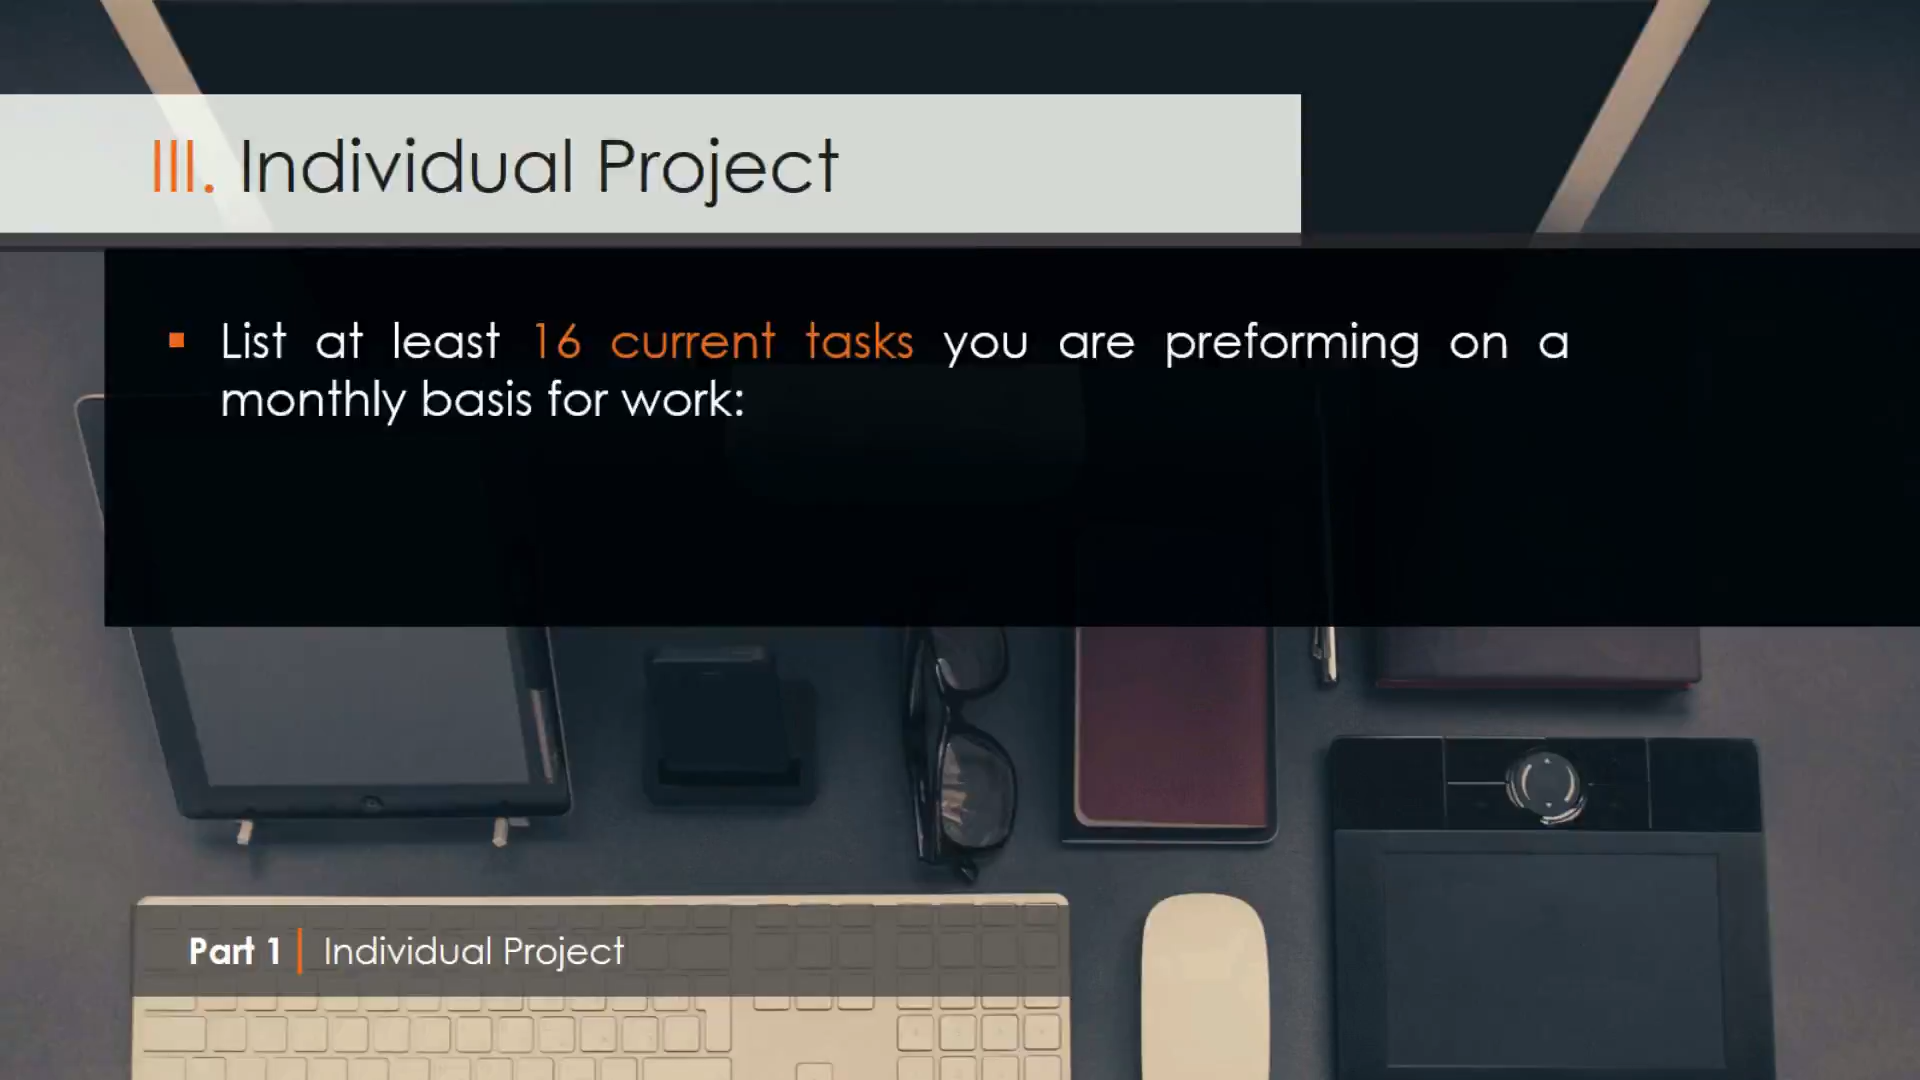 III. Individual Project
▪ List at least 16 current tasks you are preforming on a
monthly basis for work:
Part 1 | Individual Project